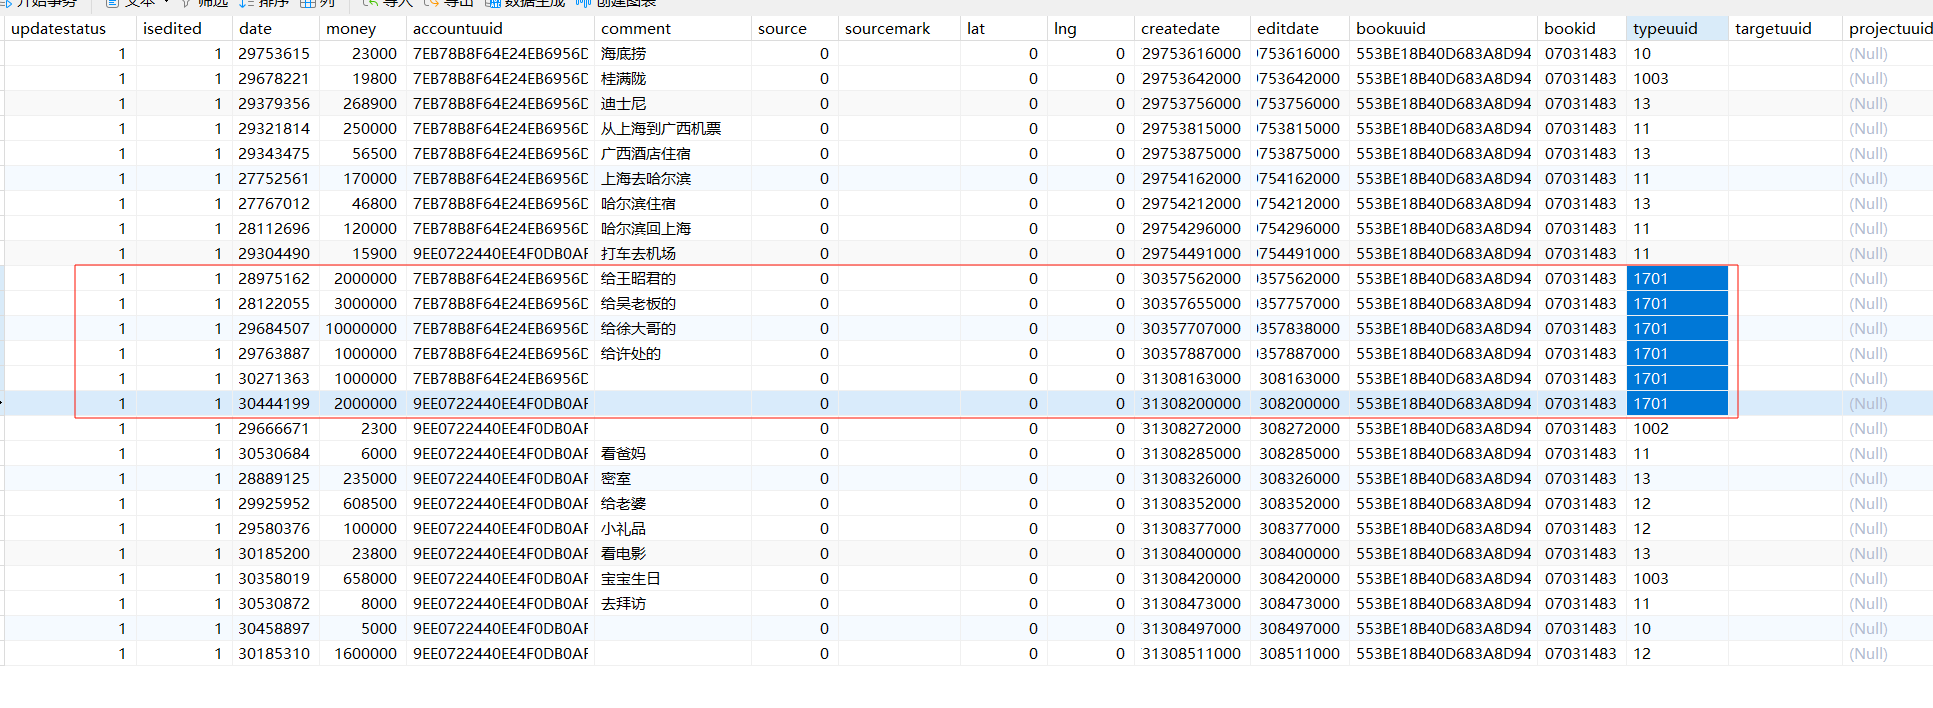 开始事务 文本 筛选 排序 列 导入 导出 数据生成 创建图表
updatestatus isedited date money accountuuid comment source sourcemark lat lng createdate editdate bookuuid bookid typeuuid targetuuid projectuuid
1 1 29753615 23000 7EB78B8F64E24EB6956D 海底捞 0 0 0 29753616000 9753616000 553BE18B40D683A8D94 07031483 10 (Null)
1 1 29678221 19800 7EB78B8F64E24EB6956D 桂满陇 0 0 0 29753642000 9753642000 553BE18B40D683A8D94 07031483 1003 (Null)
1 1 29379356 268900 7EB78B8F64E24EB6956D 迪士尼 0 0 0 29753756000 9753756000 553BE18B40D683A8D94 07031483 13 (Null)
1 1 29321814 250000 7EB78B8F64E24EB6956D 从上海到广西机票 0 0 0 29753815000 9753815000 553BE18B40D683A8D94 07031483 11 (Null)
1 1 29343475 56500 7EB78B8F64E24EB6956D 广西酒店住宿 0 0 0 29753875000 9753875000 553BE18B40D683A8D94 07031483 13 (Null)
1 1 27752561 170000 7EB78B8F64E24EB6956D 上海去哈尔滨 0 0 0 29754162000 9754162000 553BE18B40D683A8D94 07031483 11 (Null)
1 1 27767012 46800 7EB78B8F64E24EB6956D 哈尔滨住宿 0 0 0 29754212000 9754212000 553BE18B40D683A8D94 07031483 13 (Null)
1 1 28112696 120000 7EB78B8F64E24EB6956D 哈尔滨回上海 0 0 0 29754296000 9754296000 553BE18B40D683A8D94 07031483 11 (Null)
1 1 29304490 15900 9EE0722440EE4F0DB0AF 打车去机场 0 0 0 29754491000 9754491000 553BE18B40D683A8D94 07031483 11 (Null)
1 1 28975162 2000000 7EB78B8F64E24EB6956D 给王昭君的 0 0 0 30357562000 0357562000 553BE18B40D683A8D94 07031483 1701 (Null)
1 1 28122055 3000000 7EB78B8F64E24EB6956D 给吴老板的 0 0 0 30357655000 0357757000 553BE18B40D683A8D94 07031483 1701 (Null)
1 1 29684507 10000000 7EB78B8F64E24EB6956D 给徐大哥的 0 0 0 30357707000 0357838000 553BE18B40D683A8D94 07031483 1701 (Null)
1 1 29763887 1000000 7EB78B8F64E24EB6956D 给许处的 0 0 0 30357887000 0357887000 553BE18B40D683A8D94 07031483 1701 (Null)
1 1 30271363 1000000 7EB78B8F64E24EB6956D 0 0 0 31308163000 308163000 553BE18B40D683A8D94 07031483 1701 (Null)
1 1 30444199 2000000 9EE0722440EE4F0DB0AF 0 0 0 31308200000 308200000 553BE18B40D683A8D94 07031483 1701 (Null)
1 1 29666671 2300 9EE0722440EE4F0DB0AF 0 0 0 31308272000 308272000 553BE18B40D683A8D94 07031483 1002 (Null)
1 1 30530684 6000 9EE0722440EE4F0DB0AF 看爸妈 0 0 0 31308285000 308285000 553BE18B40D683A8D94 07031483 11 (Null)
1 1 28889125 235000 9EE0722440EE4F0DB0AF 密室 0 0 0 31308326000 308326000 553BE18B40D683A8D94 07031483 13 (Null)
1 1 29925952 608500 9EE0722440EE4F0DB0AF 给老婆 0 0 0 31308352000 308352000 553BE18B40D683A8D94 07031483 12 (Null)
1 1 29580376 100000 9EE0722440EE4F0DB0AF 小礼品 0 0 0 31308377000 308377000 553BE18B40D683A8D94 07031483 12 (Null)
1 1 30185200 23800 9EE0722440EE4F0DB0AF 看电影 0 0 0 31308400000 308400000 553BE18B40D683A8D94 07031483 13 (Null)
1 1 30358019 658000 9EE0722440EE4F0DB0AF 宝宝生日 0 0 0 31308420000 308420000 553BE18B40D683A8D94 07031483 1003 (Null)
1 1 30530872 8000 9EE0722440EE4F0DB0AF 去拜访 0 0 0 31308473000 308473000 553BE18B40D683A8D94 07031483 11 (Null)
1 1 30458897 5000 9EE0722440EE4F0DB0AF 0 0 0 31308497000 308497000 553BE18B40D683A8D94 07031483 10 (Null)
1 1 30185310 1600000 9EE0722440EE4F0DB0AF 0 0 0 31308511000 308511000 553BE18B40D683A8D94 07031483 12 (Null)